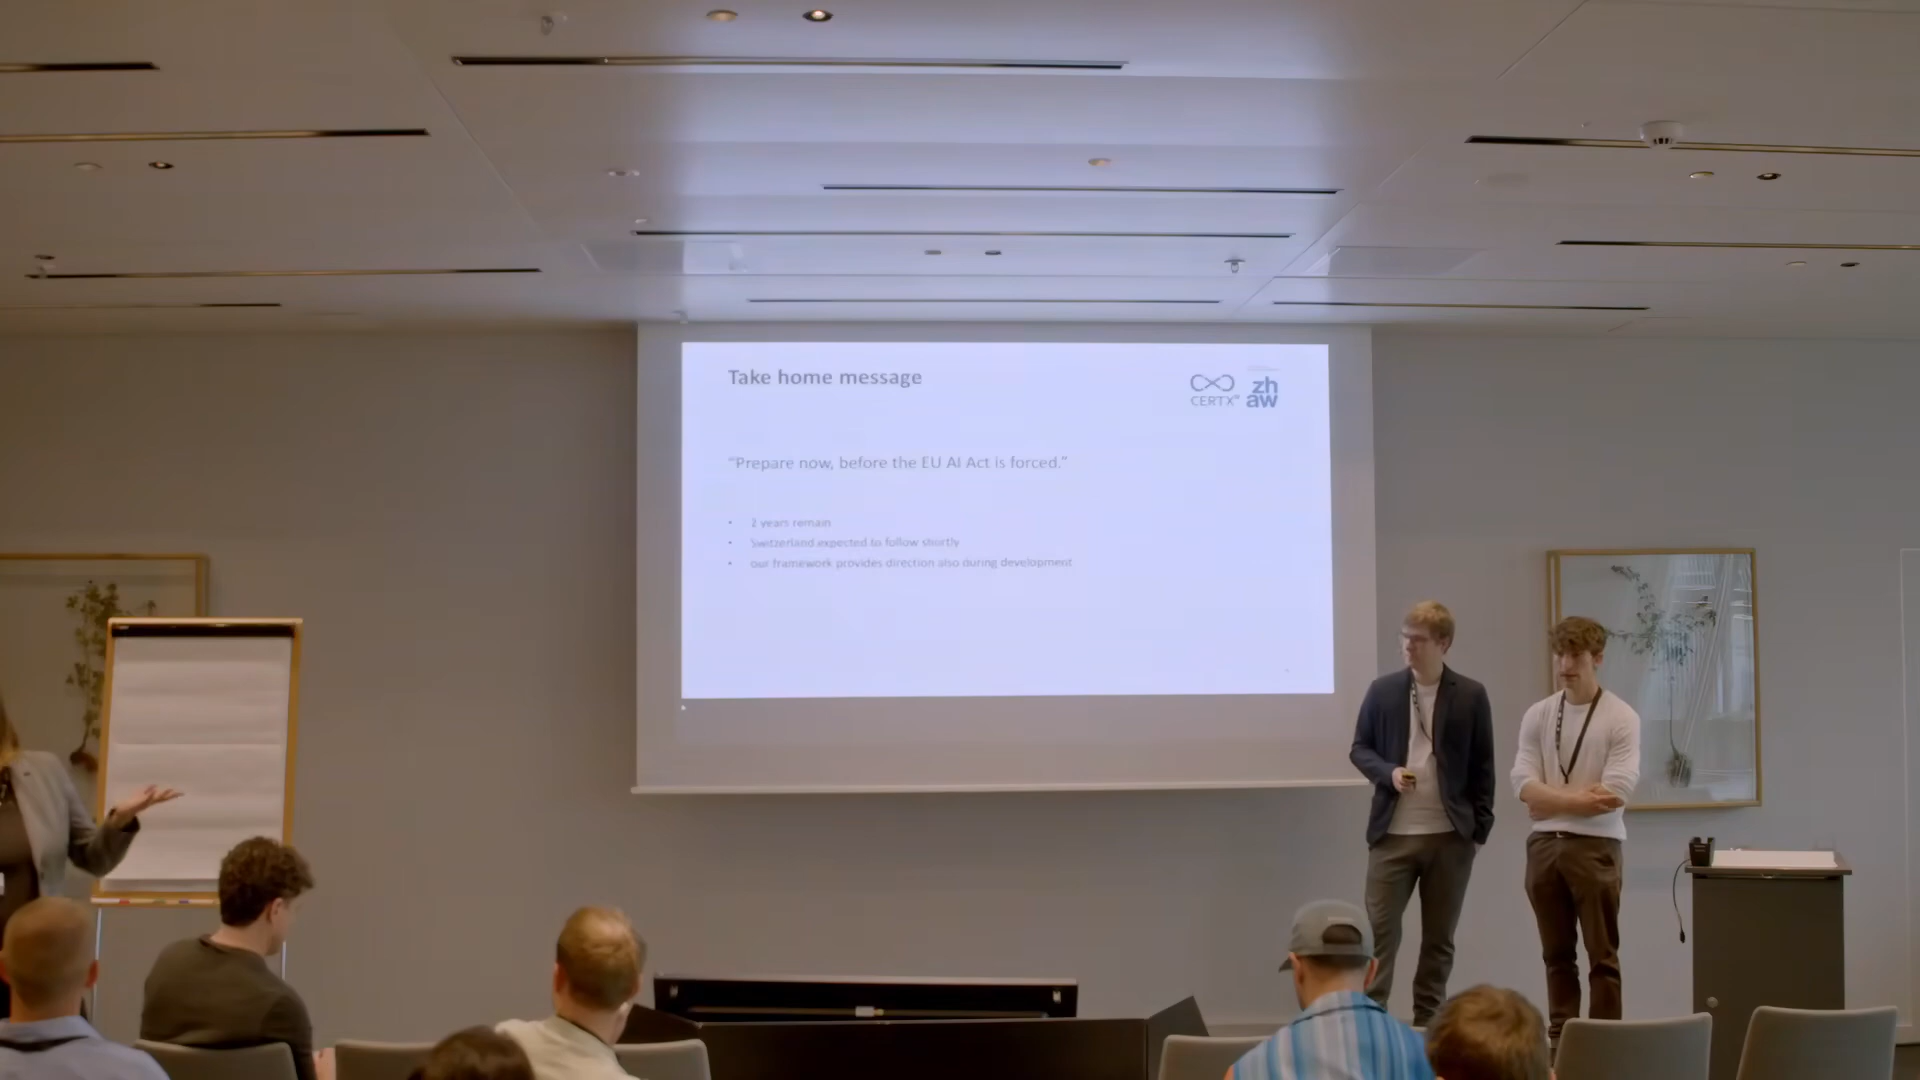 Take home message
CERTX
zh
aw
"Prepare now, before the EU AI Act is forced."
• 2 years remain
• Switzerland expected to follow shortly
• our framework provides direction also during development